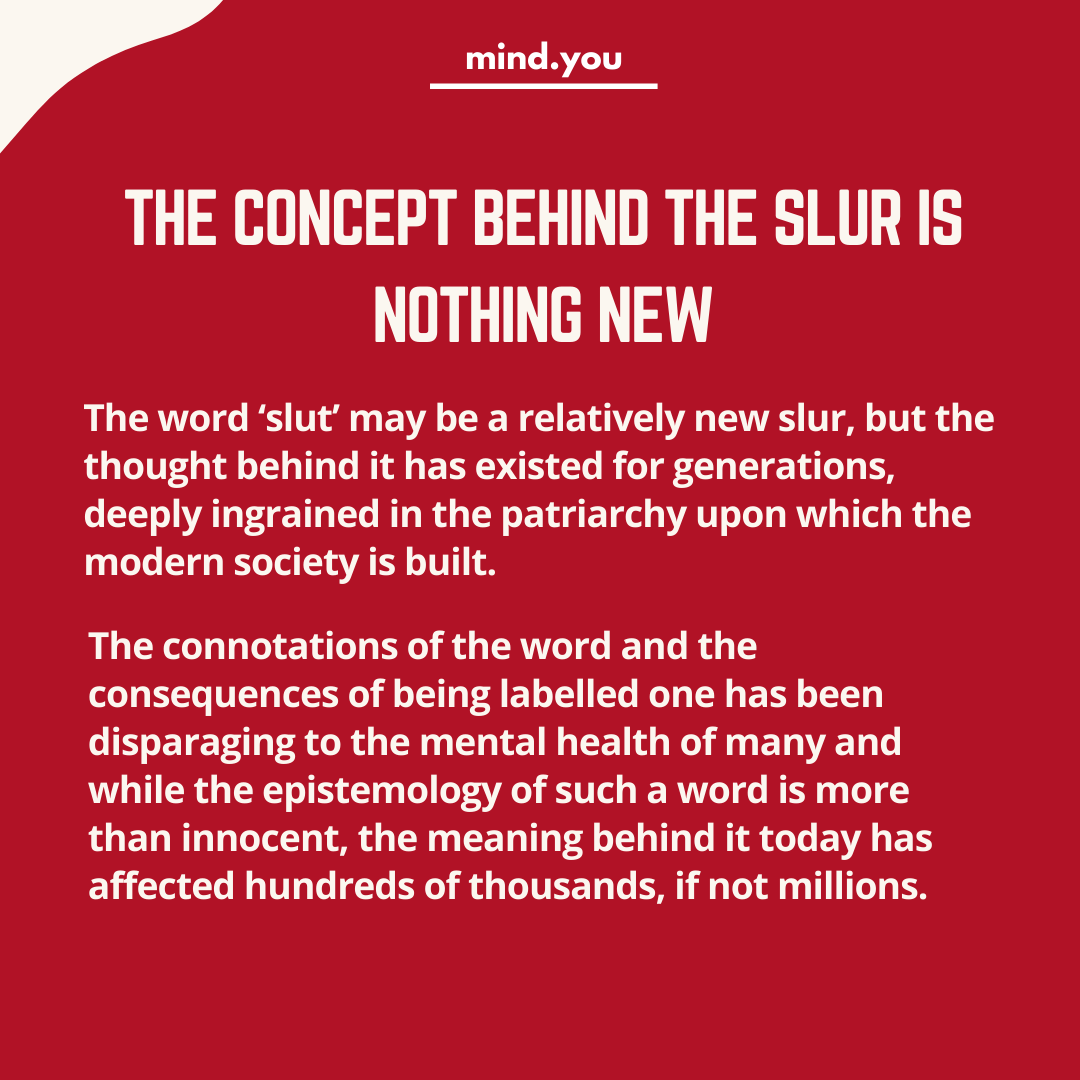 mind.you
THE CONCEPT BEHIND THE SLUR IS
NOTHING NEW
The word ‘slut’ may be a relatively new slur, but the
thought behind it has existed for generations,
deeply ingrained in the patriarchy upon which the
modern society is built.
The connotations of the word and the
consequences of being labelled one has been
disparaging to the mental health of many and
while the epistemology of such a word is more
than innocent, the meaning behind it today has
affected hundreds of thousands, if not millions.